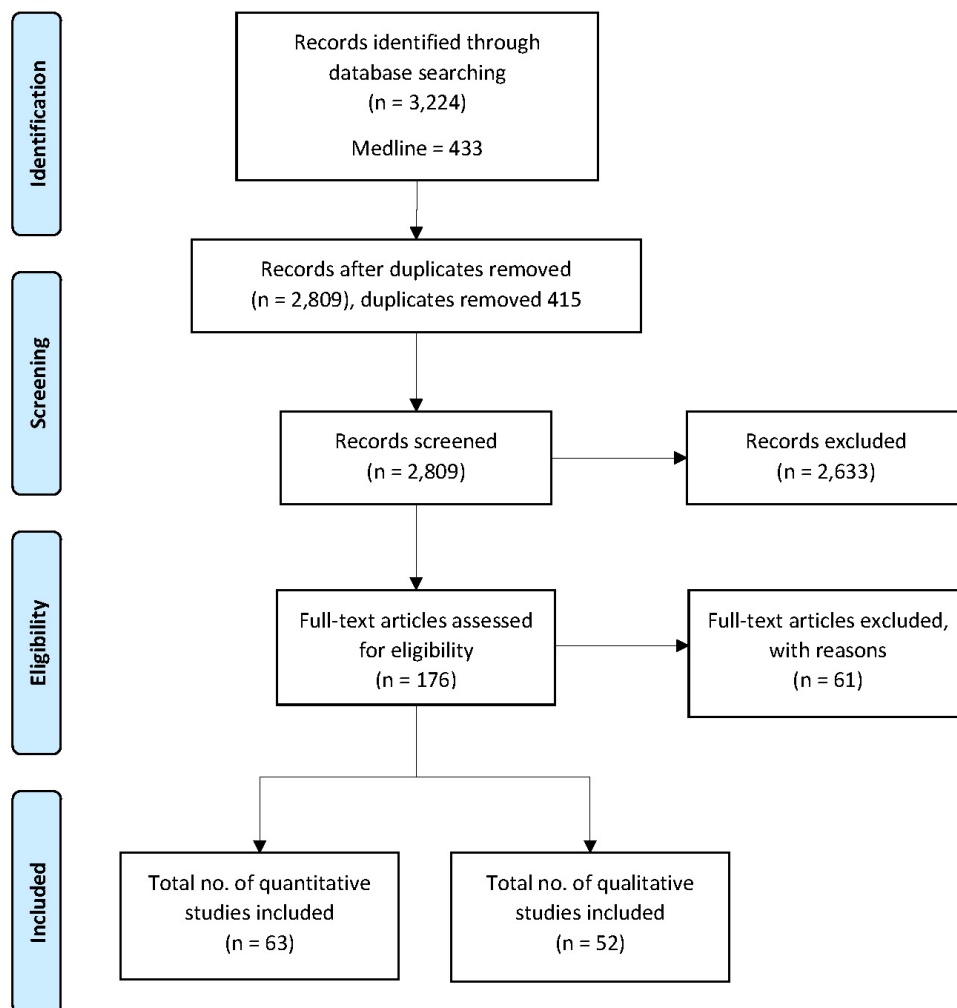 Identification
Records identified through
database searching
(n = 3,224)
Medline = 433
Records after duplicates removed
(n = 2,809), duplicates removed 415
Screening
Records screened
(n = 2,809)
Records excluded
(n = 2,633)
Eligibility
Full-text articles assessed
for eligibility
(n = 176)
Full-text articles excluded,
with reasons
(n = 61)
Included
Total no. of quantitative
studies included
(n = 63)
Total no. of qualitative
studies included
(n = 52)